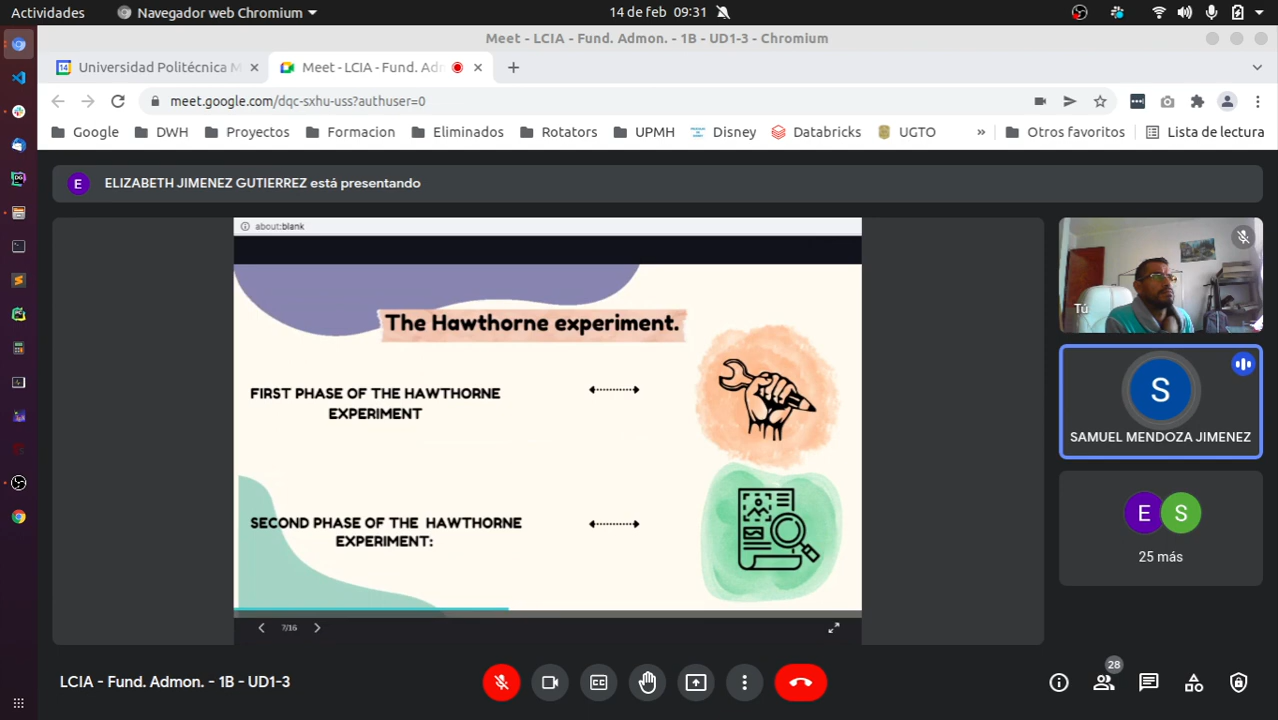 Actividades
Navegador web Chromium
14 de feb 09:31
Meet - LCIA - Fund. Admon. - 1B - UD1-3 - Chromium
Universidad Politécnica M
Meet - LCIA - Fund. Adm
meet.google.com/dqc-sxhu-uss?authuser=0
Google
DWH
Proyectos
Formacion
Eliminados
Rotators
UPMH
Disney
Databricks
UGTO
»
Otros favoritos
Lista de lectura
E
ELIZABETH JIMENEZ GUTIERREZ está presentando
about:blank
The Hawthorne experiment.
FIRST PHASE OF THE HAWTHORNE
EXPERIMENT
SECOND PHASE OF THE HAWTHORNE
EXPERIMENT:
7/16
Tú
S
SAMUEL MENDOZA JIMENEZ
E
S
25 más
LCIA - Fund. Admon. - 1B - UD1-3
28